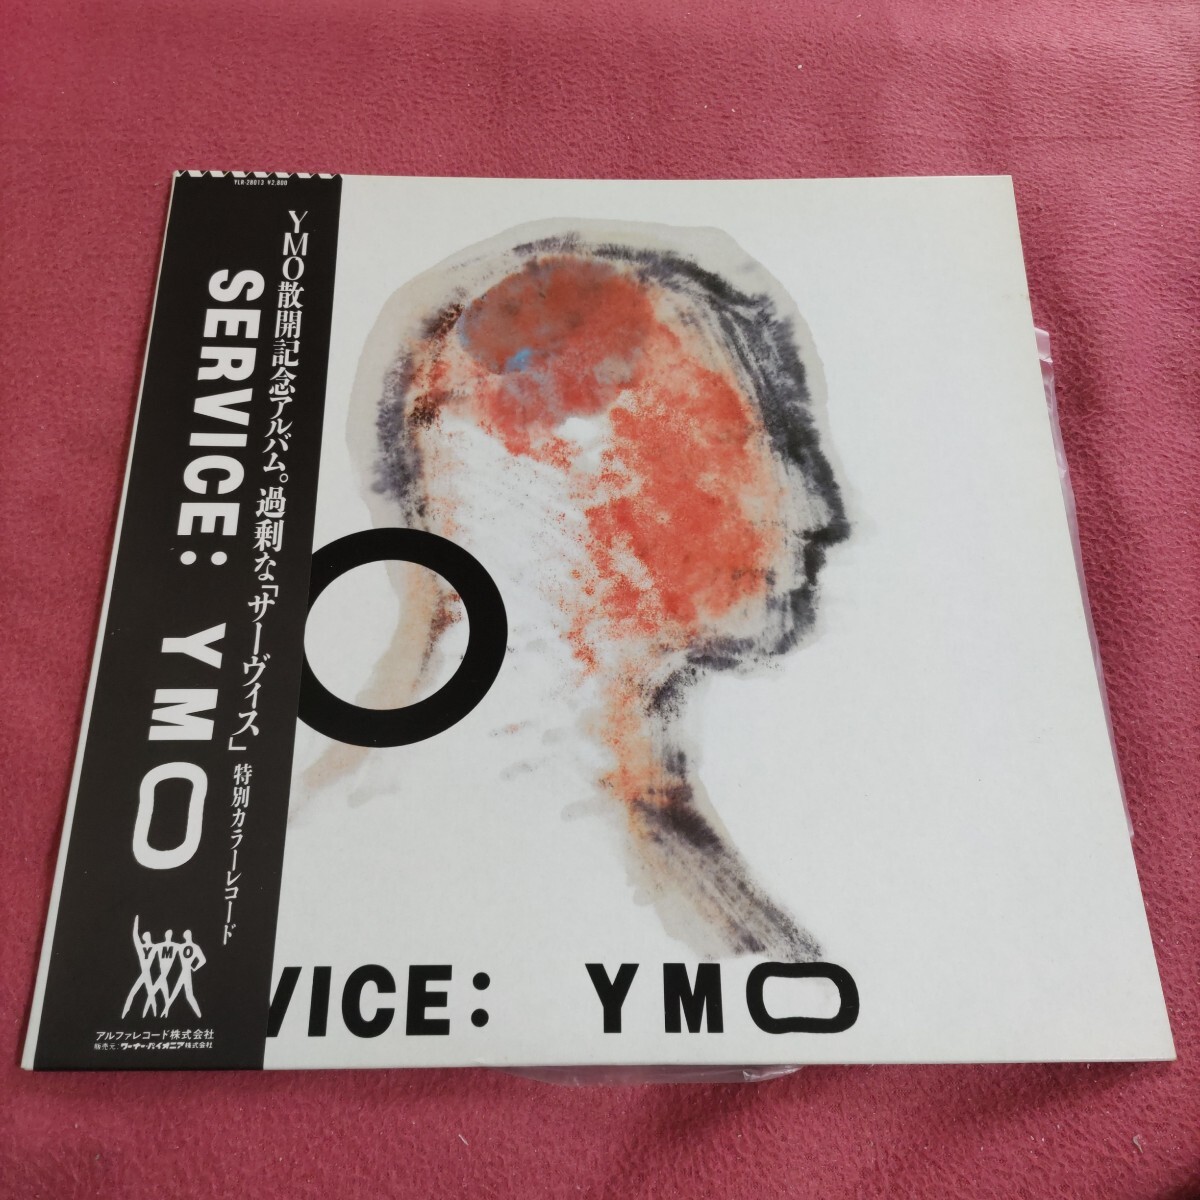 YLR-28013 ¥2,800
YMO散開記念アルバム。過剰な「サーヴィス」特別カラーレコード
SERVICE: YMO
YMO
アルファレコード株式会社
販売元:ワーナー・パイオニア株式会社
VICE: YMO